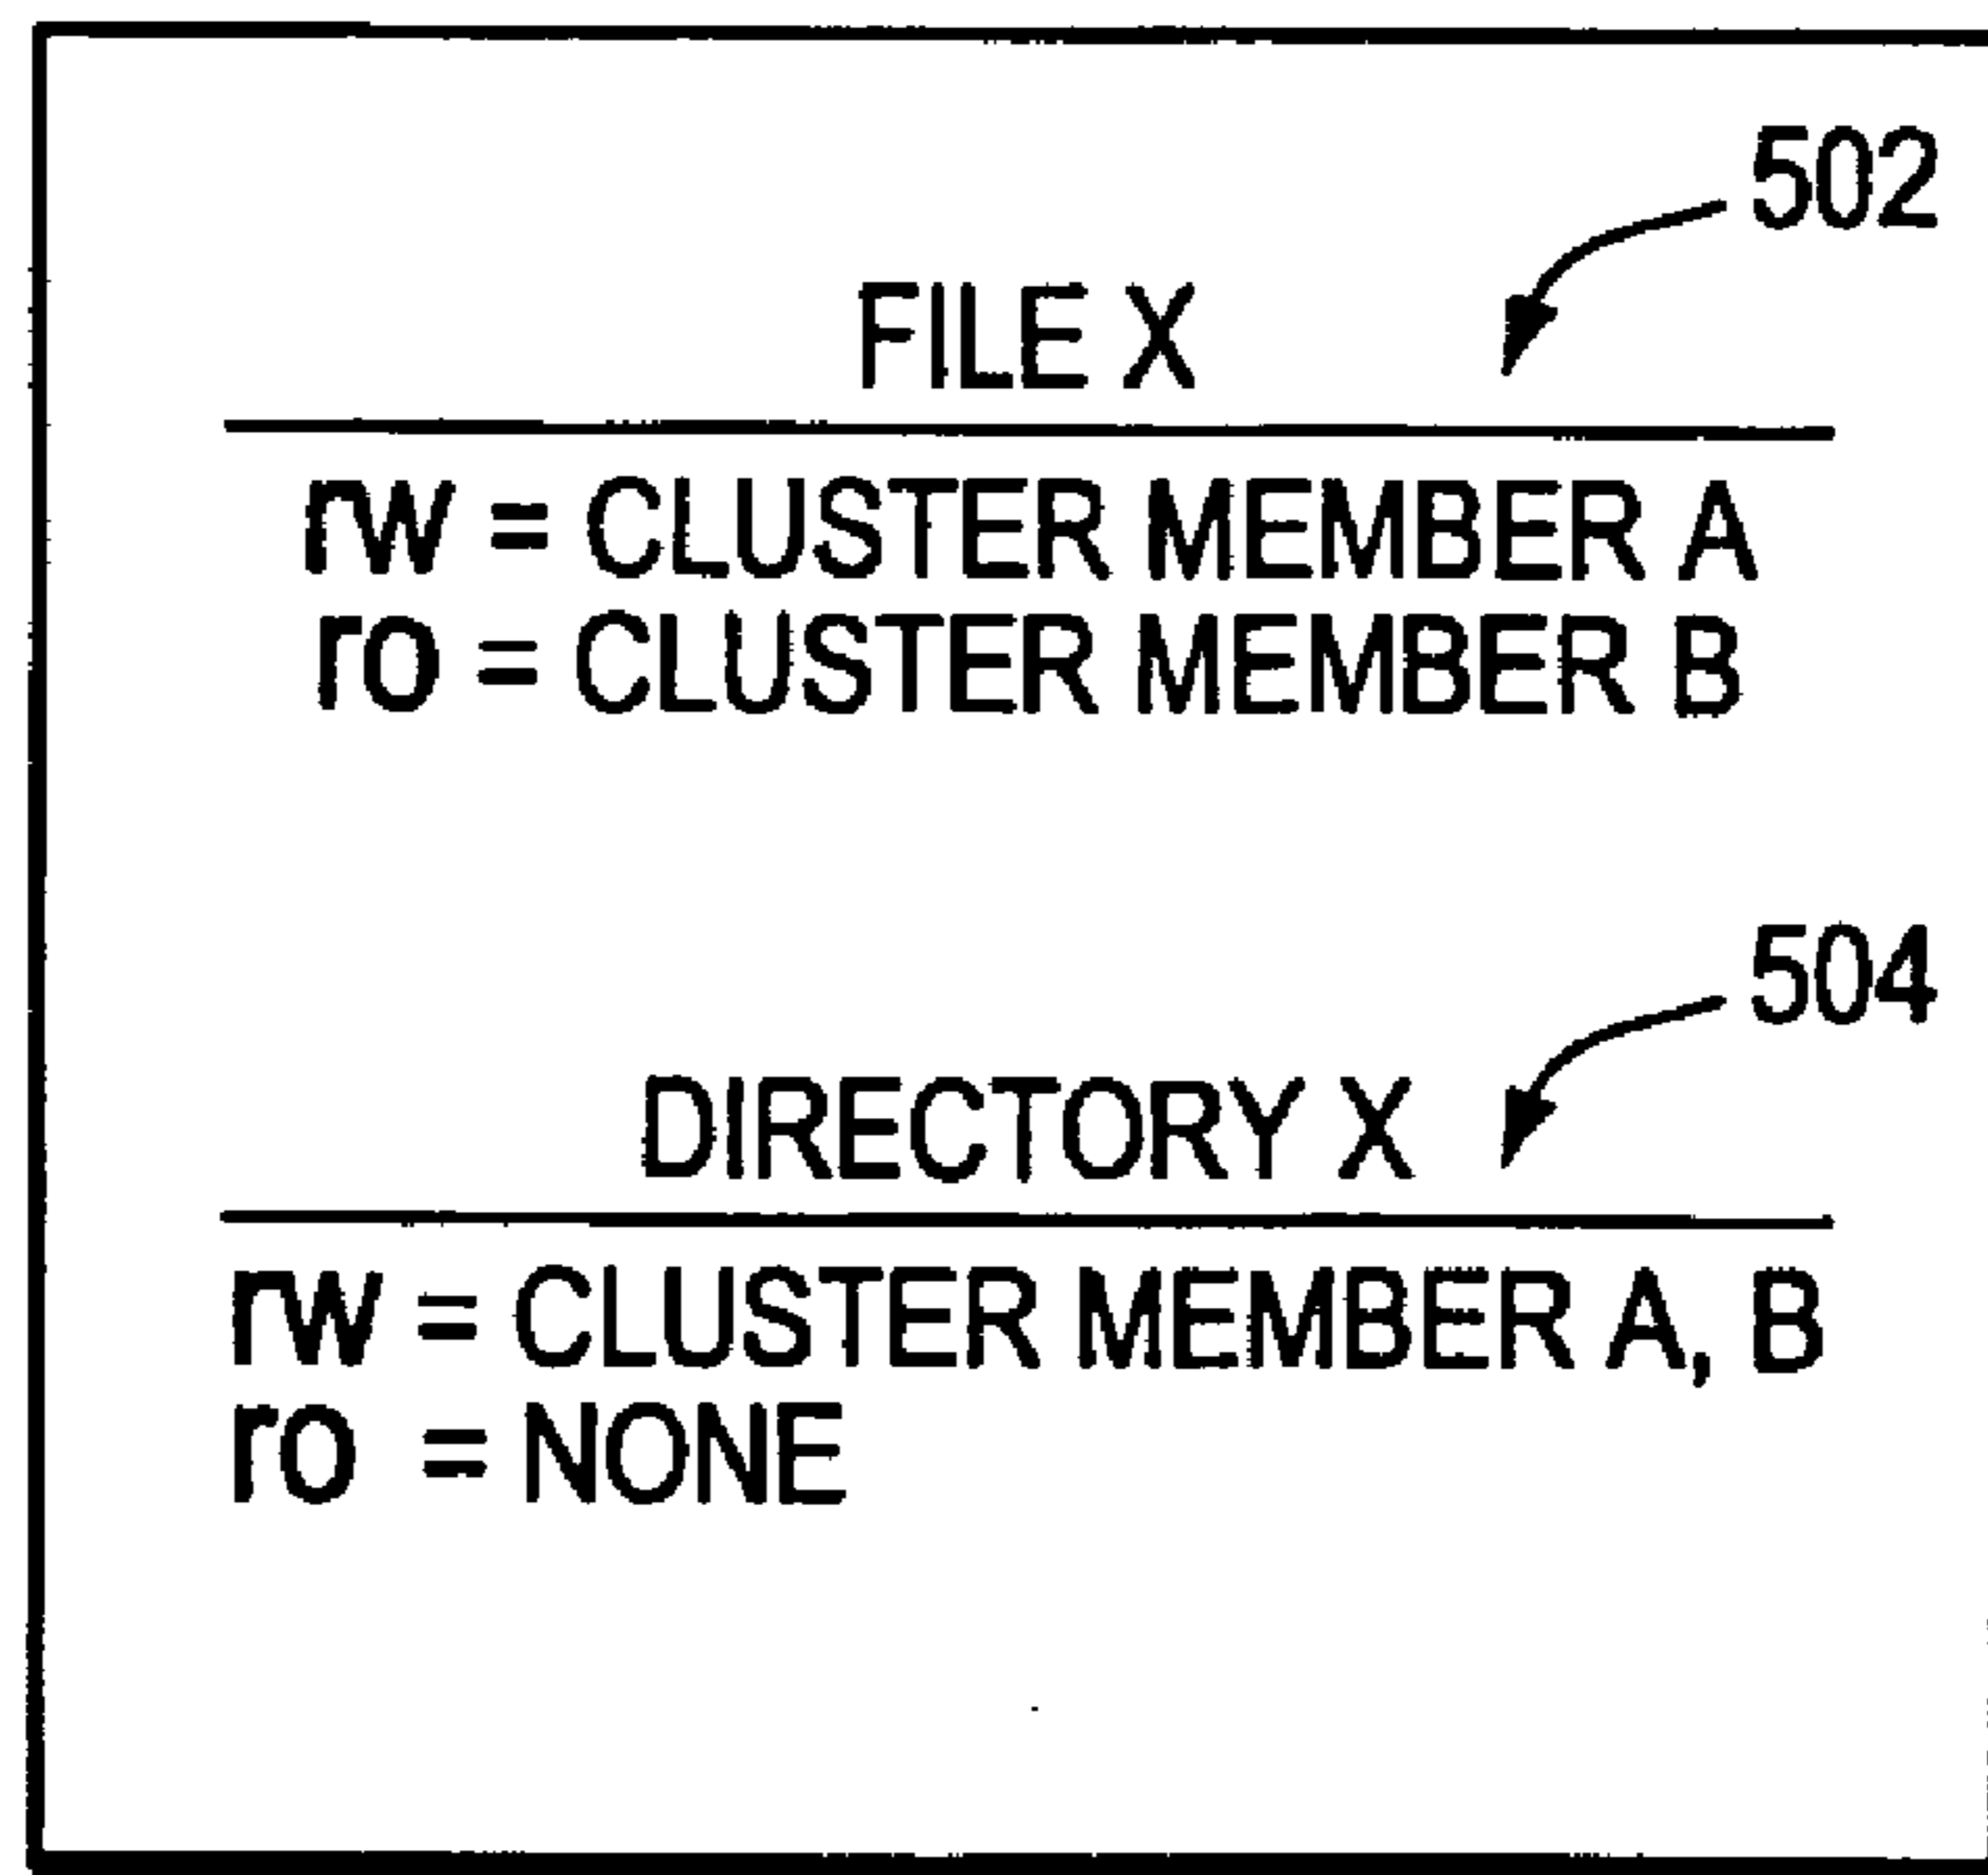 502
FILE X
rw = CLUSTER MEMBER A
ro = CLUSTER MEMBER B
504
DIRECTORY X
rw = CLUSTER MEMBER A, B
ro = NONE